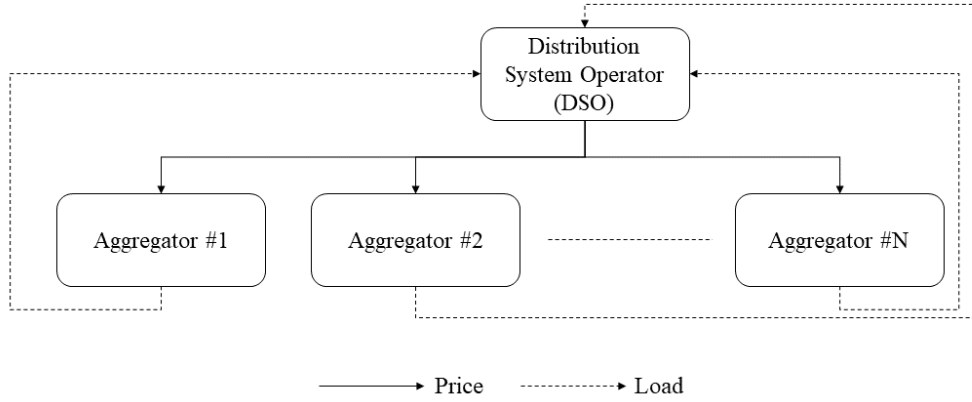 Distribution
System Operator
(DSO)
Aggregator #1
Aggregator #2
Aggregator #N
Price
Load